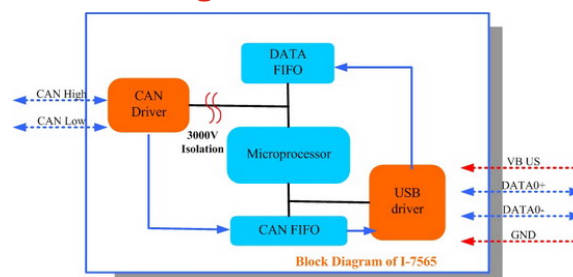 DATA
FIFO
CAN High
CAN
Driver
CAN Low
3000V
Isolation
Microprocessor
VB US
USB
driver
DATA0+
DATA0-
CAN FIFO
GND
Block Diagram of I-7565